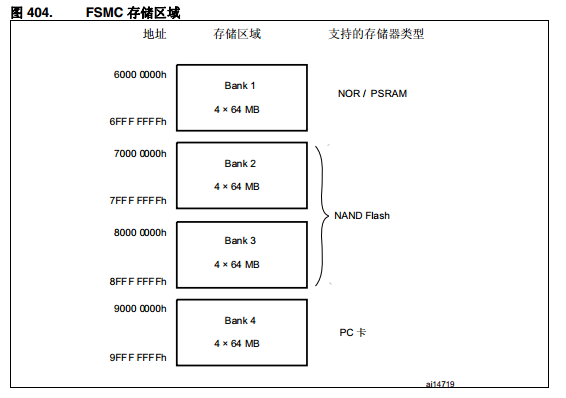 图 404. FSMC 存储区域
地址 存储区域 支持的存储器类型
6000 0000h
Bank 1
NOR / PSRAM
4 × 64 MB
6FFF FFFFh
7000 0000h
Bank 2
4 × 64 MB
7FFF FFFFh
NAND Flash
8000 0000h
Bank 3
4 × 64 MB
8FFF FFFFh
9000 0000h
Bank 4
PC 卡
4 × 64 MB
9FFF FFFFh
ai14719